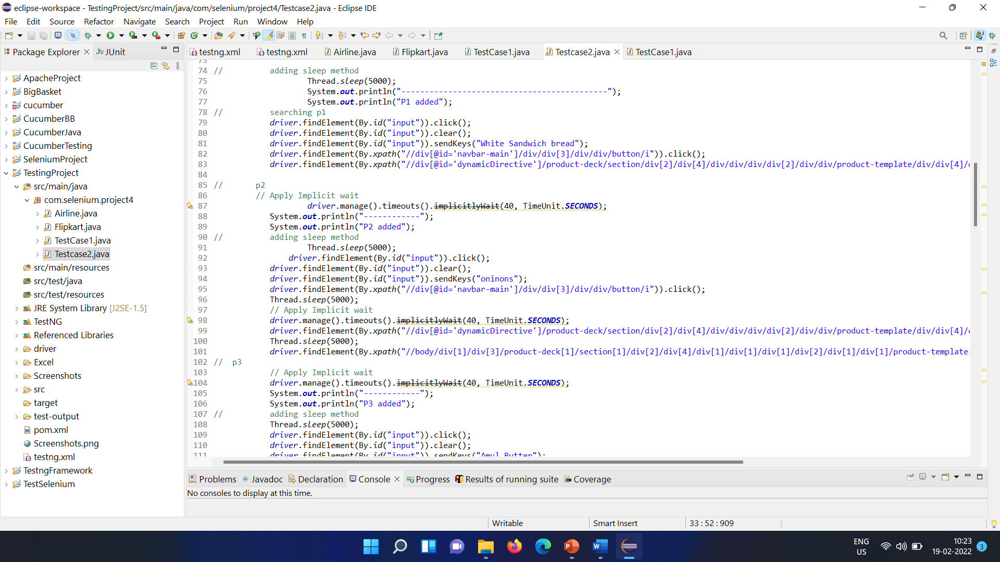 eclipse-workspace - TestingProject/src/main/java/com/selenium/project4/Testcase2.java - Eclipse IDE
File Edit Source Refactor Navigate Search Project Run Window Help
Package Explorer JUnit
testng.xml testng.xml Airline.java Flipkart.java TestCase1.java Testcase2.java TestCase1.java
ApacheProject
BigBasket
cucumber
CucumberBB
CucumberJava
CucumberTesting
SeleniumProject
TestingProject
src/main/java
com.selenium.project4
Airline.java
Flipkart.java
TestCase1.java
Testcase2.java
src/main/resources
src/test/java
src/test/resources
JRE System Library [J2SE-1.5]
TestNG
Referenced Libraries
driver
Excel
Screenshots
src
target
test-output
pom.xml
Screenshots.png
testng.xml
TestngFramework
TestSelenium
73
74 // adding sleep method
75 Thread.sleep(5000);
76 System.out.println("--------------------------------------------");
77 System.out.println("P1 added");
78 // searching p1
79 driver.findElement(By.id("input")).click();
80 driver.findElement(By.id("input")).clear();
81 driver.findElement(By.id("input")).sendKeys("White Sandwich bread");
82 driver.findElement(By.xpath("//div[@id='navbar-main']/div/div[3]/div/div/button/i")).click();
83 driver.findElement(By.xpath("//div[@id='dynamicDirective']/product-deck/section/div[2]/div[4]/div/div/div/div[2]/div/div/product-template/div/div[4]/
84
85 // p2
86 // Apply Implicit wait
87 driver.manage().timeouts().implicitlyWait(40, TimeUnit.SECONDS);
88 System.out.println("------------");
89 System.out.println("P2 added");
90 // adding sleep method
91 Thread.sleep(5000);
92 driver.findElement(By.id("input")).click();
93 driver.findElement(By.id("input")).clear();
94 driver.findElement(By.id("input")).sendKeys("oninons");
95 driver.findElement(By.xpath("//div[@id='navbar-main']/div/div[3]/div/div/button/i")).click();
96 Thread.sleep(5000);
97 // Apply Implicit wait
98 driver.manage().timeouts().implicitlyWait(40, TimeUnit.SECONDS);
99 driver.findElement(By.xpath("//div[@id='dynamicDirective']/product-deck/section/div[2]/div[4]/div/div/div/div[2]/div/div/product-template/div/div[4]/
100 Thread.sleep(5000);
101 driver.findElement(By.xpath("//body/div[1]/div[3]/product-deck[1]/section[1]/div[2]/div[4]/div[1]/div[1]/div[1]/div[2]/div[1]/div[1]/product-template
102 // p3
103 // Apply Implicit wait
104 driver.manage().timeouts().implicitlyWait(40, TimeUnit.SECONDS);
105 System.out.println("------------");
106 System.out.println("P3 added");
107 // adding sleep method
108 Thread.sleep(5000);
109 driver.findElement(By.id("input")).click();
110 driver.findElement(By.id("input")).clear();
111 driver.findElement(By.id("input")).sendKeys("Amul Butter");
Problems Javadoc Declaration Console Progress Results of running suite Coverage
No consoles to display at this time.
Writable Smart Insert 33 : 52 : 909
ENG
US
10:23
19-02-2022
3